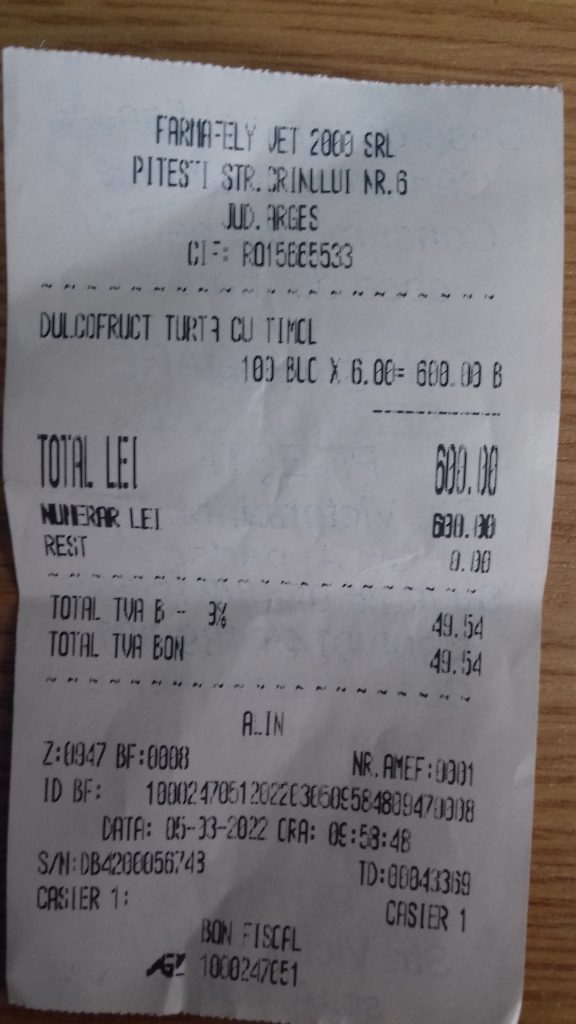 FARMAFELY VET 2000 SRL
PITESTI STR.CRINULUI NR.6
JUD.ARGES
CIF: RO15665533
DULCOFRUCT TURTA CU TIMOL
100 BUC X 6.00= 600.00 B
TOTAL LEI 600.00
NUMERAR LEI 600.00
REST 0.00
TOTAL TVA B - 9% 49.54
TOTAL TVA BON 49.54
ALIN
Z:0947 BF:0008 NR.AMEF:0001
ID BF: 10002470512022030509584809470008
DATA: 05-03-2022 ORA: 09:58:48
S/N:DB4200056743 TD:00043369
CASIER 1: CASIER 1
BON FISCAL
1000247051